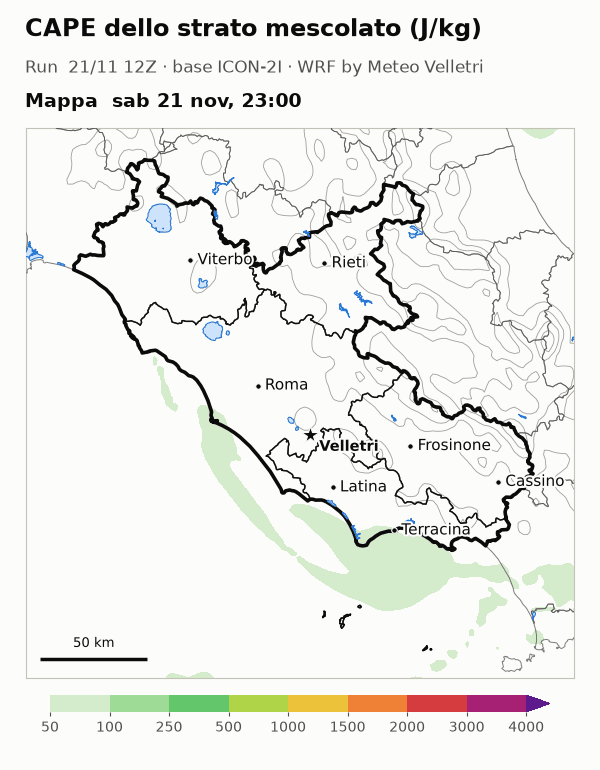 CAPE dello strato mescolato (J/kg)
Run  21/11 12Z · base ICON-2I · WRF by Meteo Velletri
Mappa  sab 21 nov, 23:00
Viterbo
Rieti
Roma
Velletri
Frosinone
Cassino
Latina
Terracina
50 km
50 100 250 500 1000 1500 2000 3000 4000